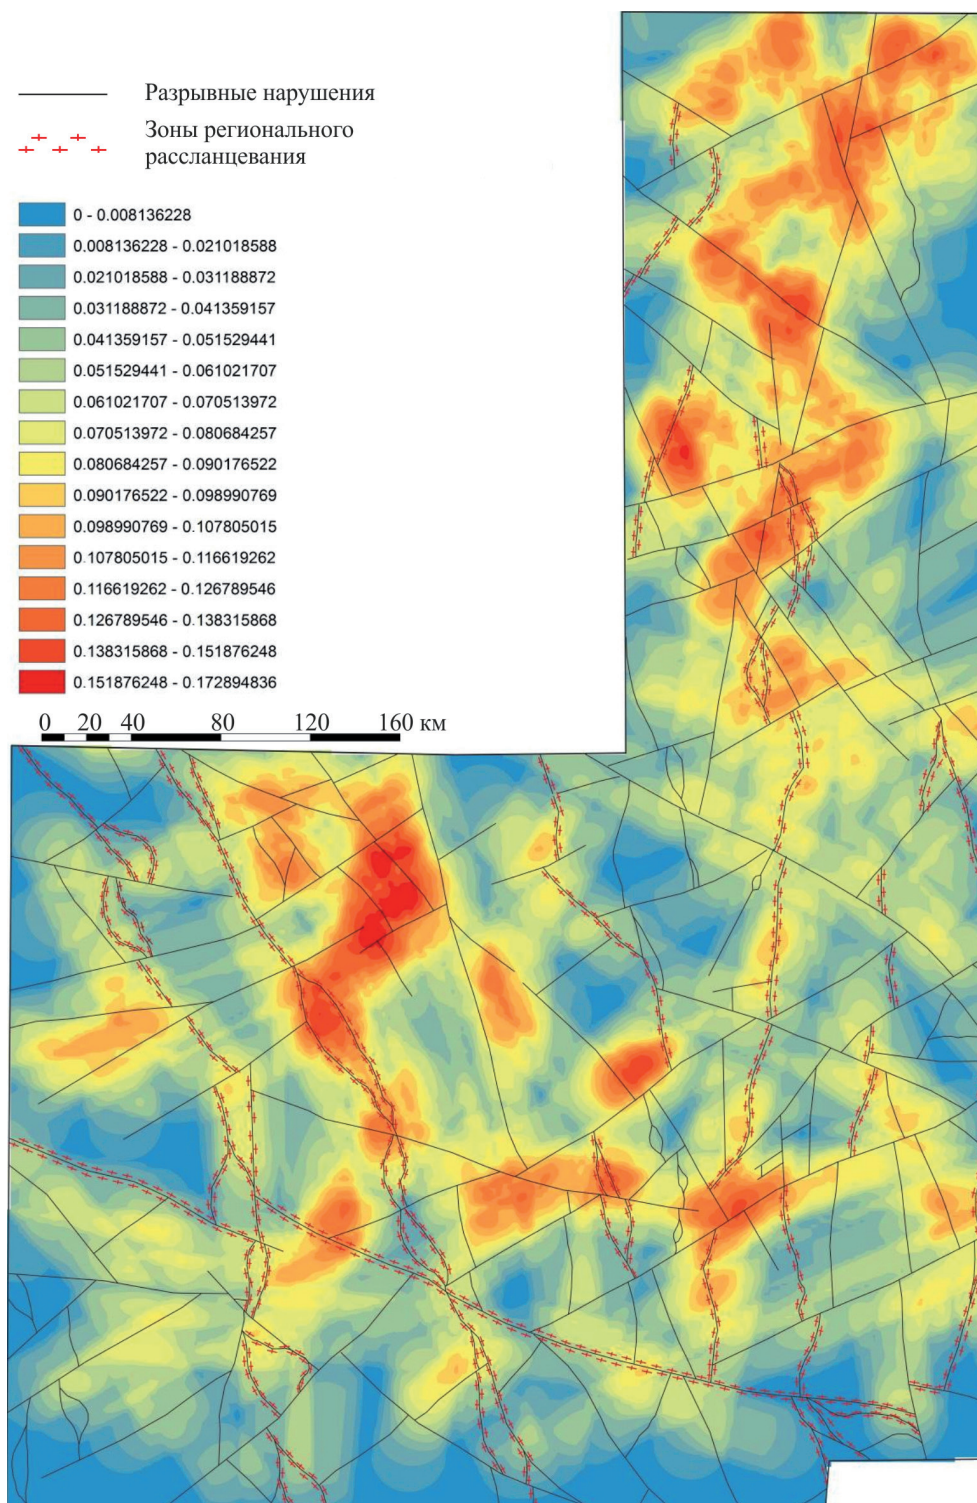 Разрывные нарушения
Зоны регионального
рассланцевания
0 - 0.008136228
0.008136228 - 0.021018588
0.021018588 - 0.031188872
0.031188872 - 0.041359157
0.041359157 - 0.051529441
0.051529441 - 0.061021707
0.061021707 - 0.070513972
0.070513972 - 0.080684257
0.080684257 - 0.090176522
0.090176522 - 0.098990769
0.098990769 - 0.107805015
0.107805015 - 0.116619262
0.116619262 - 0.126789546
0.126789546 - 0.138315868
0.138315868 - 0.151876248
0.151876248 - 0.172894836
0 20 40 80 120 160 км